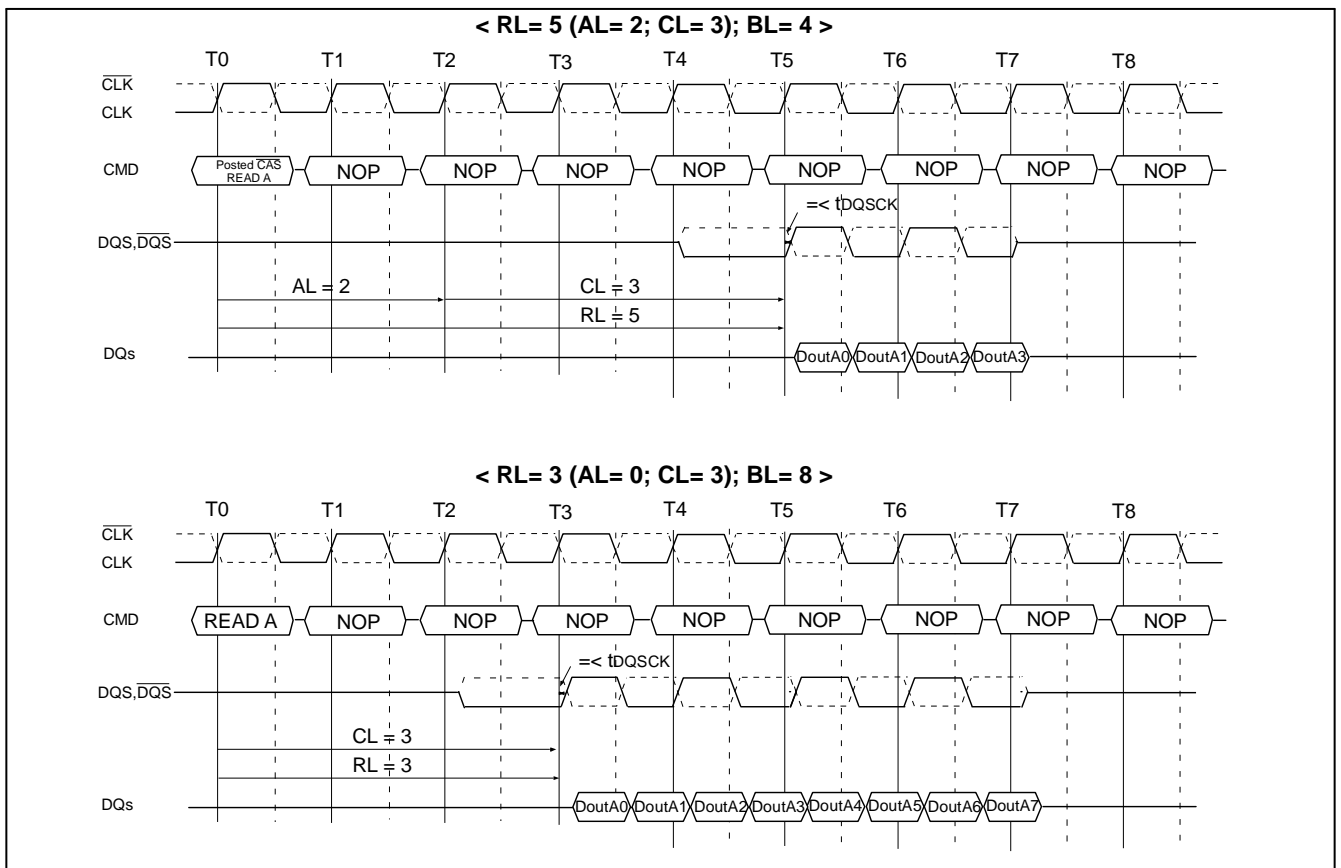 < RL= 5 (AL= 2; CL= 3); BL= 4 >
T0 T1 T2 T3 T4 T5 T6 T7 T8
CLK
CLK
CMD Posted CAS READ A NOP NOP NOP NOP NOP NOP NOP NOP
=< tDQSCK
DQS,DQS
AL = 2 CL = 3
RL = 5
DQs DoutA0 DoutA1 DoutA2 DoutA3
< RL= 3 (AL= 0; CL= 3); BL= 8 >
T0 T1 T2 T3 T4 T5 T6 T7 T8
CLK
CLK
CMD READ A NOP NOP NOP NOP NOP NOP NOP NOP
=< tDQSCK
DQS,DQS
CL = 3
RL = 3
DQs DoutA0 DoutA1 DoutA2 DoutA3 DoutA4 DoutA5 DoutA6 DoutA7